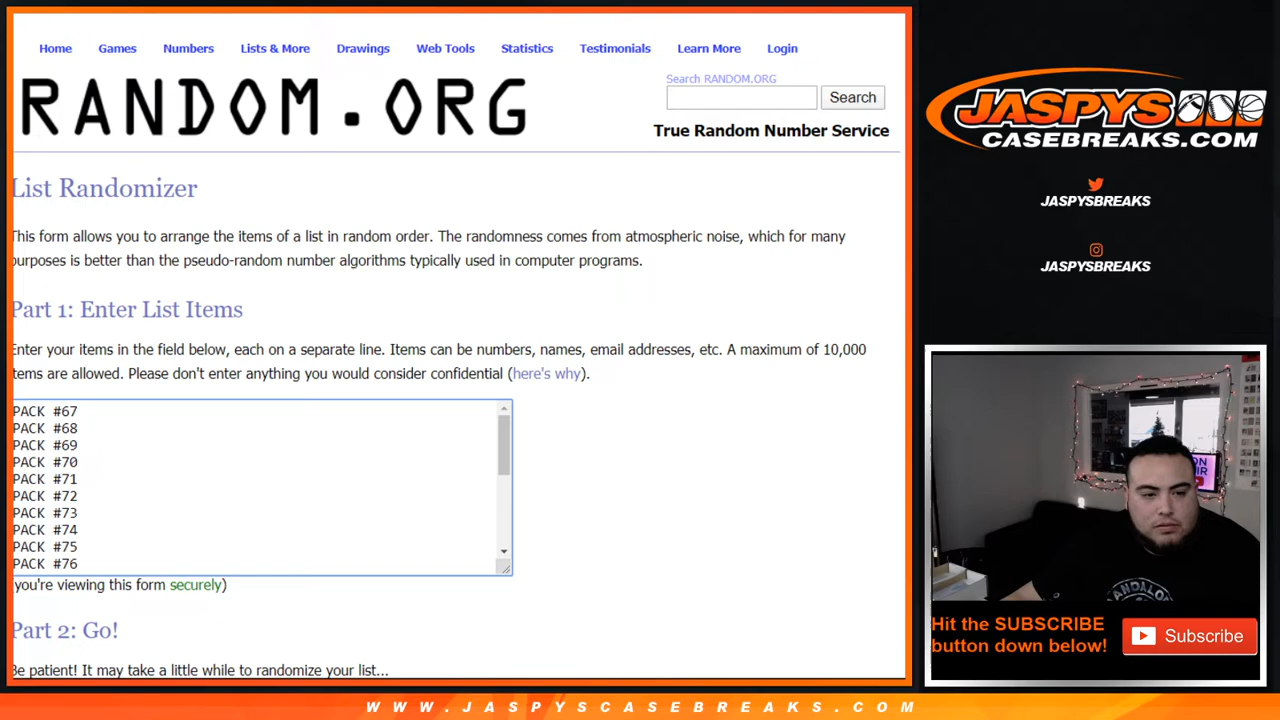 Home Games Numbers Lists & More Drawings Web Tools Statistics Testimonials Learn More Login
RANDOM.ORG
Search RANDOM.ORG
Search
True Random Number Service
List Randomizer
This form allows you to arrange the items of a list in random order. The randomness comes from atmospheric noise, which for many
purposes is better than the pseudo-random number algorithms typically used in computer programs.
Part 1: Enter List Items
Enter your items in the field below, each on a separate line. Items can be numbers, names, email addresses, etc. A maximum of 10,000
items are allowed. Please don't enter anything you would consider confidential (here's why).
PACK #67
PACK #68
PACK #69
PACK #70
PACK #71
PACK #72
PACK #73
PACK #74
PACK #75
PACK #76
you're viewing this form securely)
Part 2: Go!
Be patient! It may take a little while to randomize your list...
JASPYS
CASEBREAKS.COM
JASPYSBREAKS
JASPYSBREAKS
Hit the SUBSCRIBE
button down below!
Subscribe
WWW.JASPYSCASEBREAKS.COM